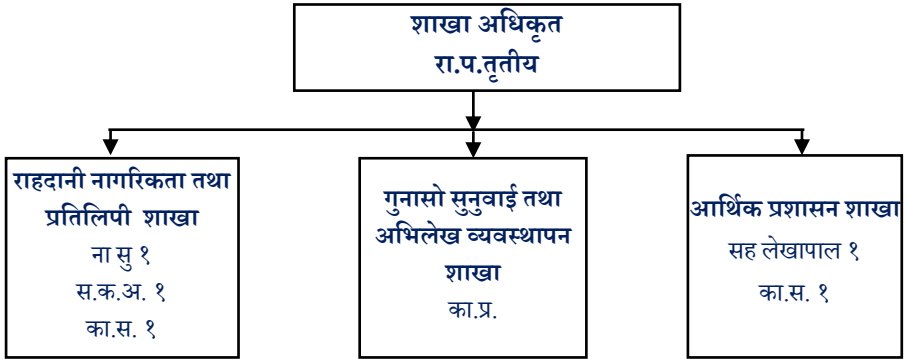 शाखा अधिकृत
रा.प.तृतीय
राहदानी नागरिकता तथा
प्रतिलिपी शाखा
ना सु १
स.क.अ. १
का.स. १
गुनासो सुनुवाई तथा
अभिलेख व्यवस्थापन
शाखा
का.प्र.
आर्थिक प्रशासन शाखा
सह लेखापाल १
का.स. १